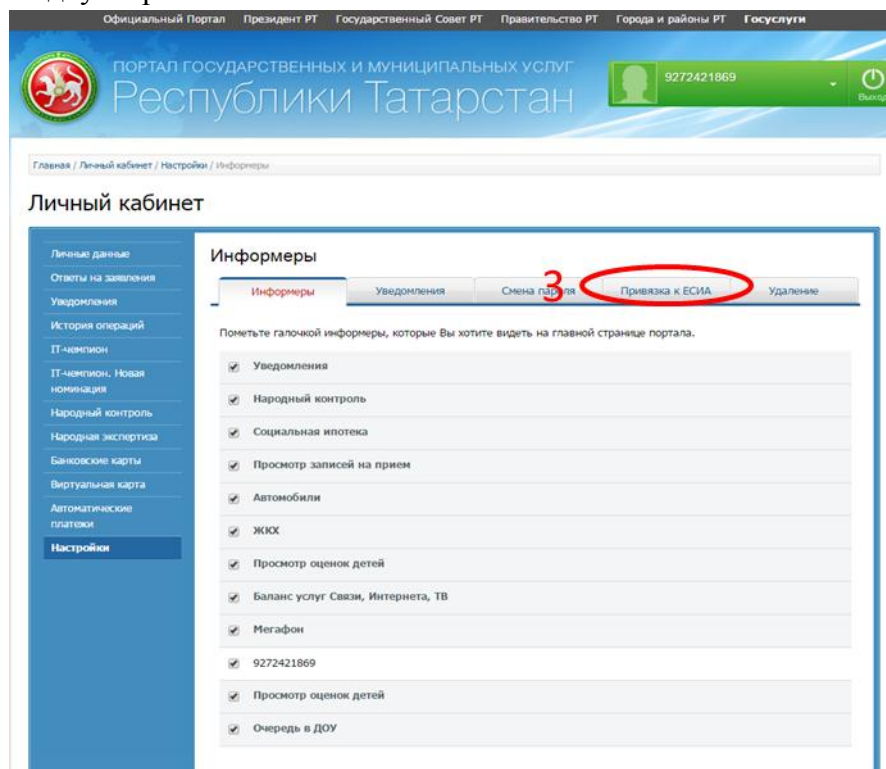 Официальный Портал Президент РТ Государственный Совет РТ Правительство РТ Города и районы РТ Госуслуги
ПОРТАЛ ГОСУДАРСТВЕННЫХ И МУНИЦИПАЛЬНЫХ УСЛУГ
Республики Татарстан
9272421869
Выход
Главная / Личный кабинет / Настройки / Информеры
Личный кабинет
Личные данные
Ответы на заявления
Уведомления
История операций
IT-чемпион
IT-чемпион. Новая
номинация
Народный контроль
Народная экспертиза
Банковские карты
Виртуальная карта
Автоматические
платежи
Настройки
Информеры
3
Информеры Уведомления Смена пароля Привязка к ЕСИА Удаление
Пометьте галочкой информеры, которые Вы хотите видеть на главной странице портала.
Уведомления
Народный контроль
Социальная ипотека
Просмотр записей на прием
Автомобили
ЖКХ
Просмотр оценок детей
Баланс услуг Связи, Интернета, ТВ
Мегафон
9272421869
Просмотр оценок детей
Очередь в ДОУ